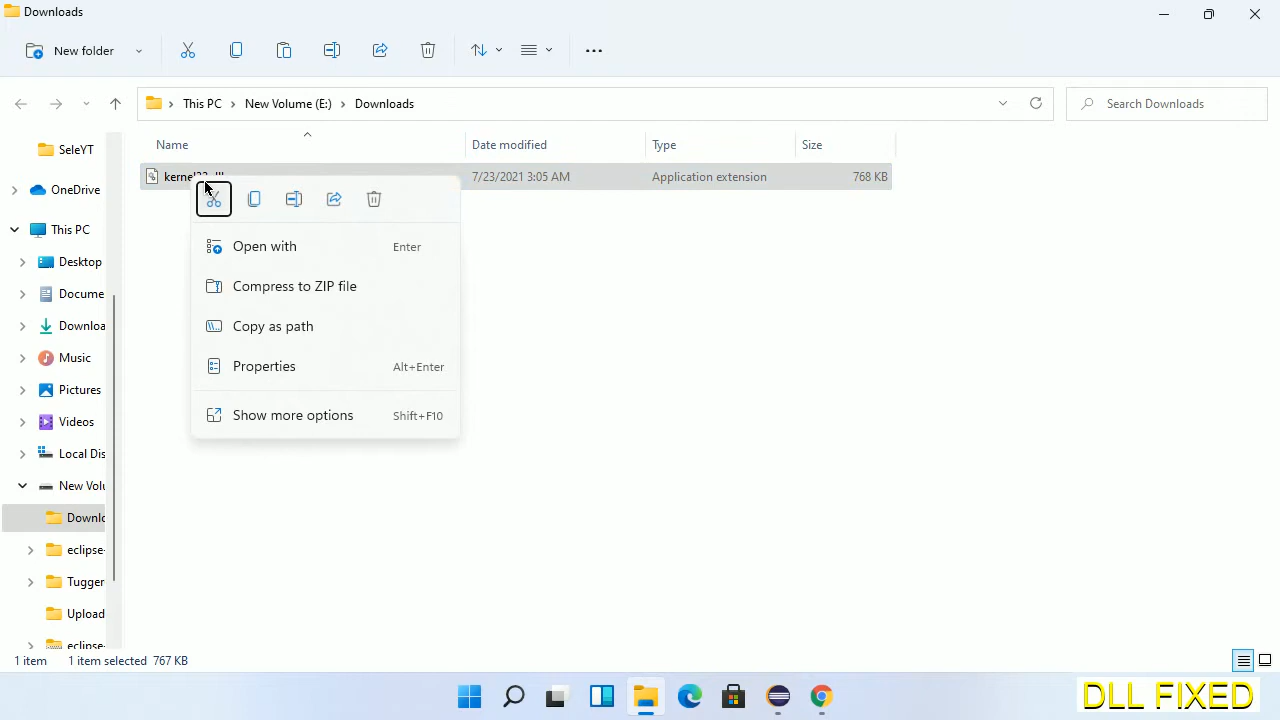 Downloads
New folder
This PC
New Volume (E:)
Downloads
Search Downloads
Name
Date modified
Type
Size
7/23/2021 3:05 AM
Application extension
768 KB
SeleYT
OneDrive
This PC
Desktop
Docume
Downloa
Music
Pictures
Videos
Local Dis
New Volu
Downlo
eclipse-
Tugger
Upload
eclipse-
Open with
Enter
Compress to ZIP file
Copy as path
Properties
Alt+Enter
Show more options
Shift+F10
1 item
1 item selected 767 KB
DLL FIXED